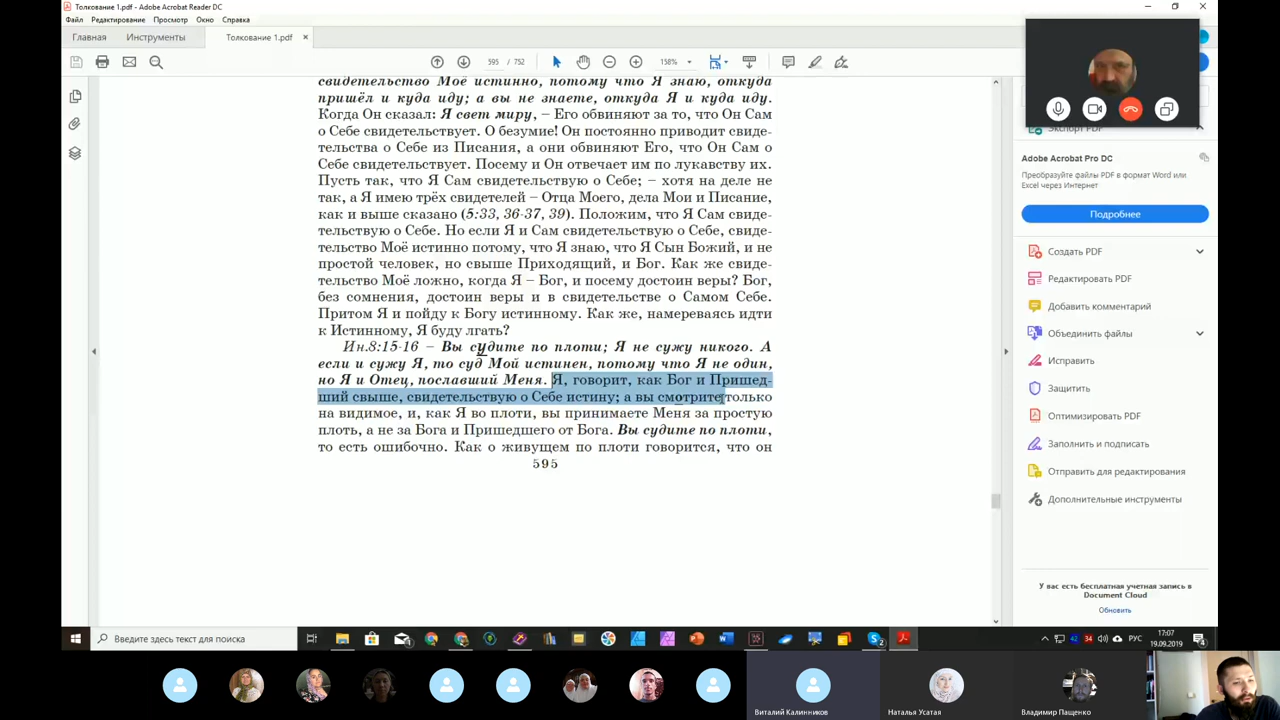 Толкование 1.pdf - Adobe Acrobat Reader DC
Файл Редактирование Просмотр Окно Справка
Главная Инструменты Толкование 1.pdf
595 / 752 158%
свидетельство Моё истинно, потому что Я знаю, откуда
пришёл и куда иду; а вы не знаете, откуда Я и куда иду.
Когда Он сказал: Я свет миру, – Его обвиняют за то, что Он Сам
о Себе свидетельствует. О безумие! Он постоянно приводит свиде-
тельства о Себе из Писания, а они обвиняют Его, что Он Сам о
Себе свидетельствует. Посему и Он отвечает им по лукавству их.
Пусть так, что Я Сам свидетельствую о Себе; – хотя на деле не
так, а Я имею трёх свидетелей – Отца Моего, дела Мои и Писание,
как и выше сказано (5:33, 36-37, 39). Положим, что Я Сам свиде-
тельствую о Себе. Но если Я и Сам свидетельствую о Себе, свиде-
тельство Моё истинно потому, что Я знаю, что Я Сын Божий, и не
простой человек, но свыше Приходящий, и Бог. Как же свиде-
тельство Моё ложно, когда Я – Бог, и посему достоин веры? Бог,
без сомнения, достоин веры и в свидетельстве о Самом Себе.
Притом Я и пойду к Богу истинному. Как же, намереваясь идти
к Истинному, Я буду лгать?
Ин.8:15-16 – Вы судите по плоти; Я не сужу никого. А
если и сужу Я, то суд Мой истинен, потому что Я не один,
но Я и Отец, пославший Меня. Я, говорит, как Бог и Пришед-
ший свыше, свидетельствую о Себе истину; а вы смотрите только
на видимое, и, как Я во плоти, вы принимаете Меня за простую
плоть, а не за Бога и Пришедшего от Бога. Вы судите по плоти,
то есть ошибочно. Как о живущем по плоти говорится, что он
595
Экспорт PDF
Adobe Acrobat Pro DC
Преобразуйте файлы PDF в формат Word или
Excel через Интернет
Подробнее
Создать PDF
Редактировать PDF
Добавить комментарий
Объединить файлы
Исправить
Защитить
Оптимизировать PDF
Заполнить и подписать
Отправить для редактирования
Дополнительные инструменты
У вас есть бесплатная учетная запись в
Document Cloud
Обновить
Введите здесь текст для поиска
42 34 РУС
17:07
19.09.2019
Виталий Калинников Наталья Усатая Владимир Пащенко